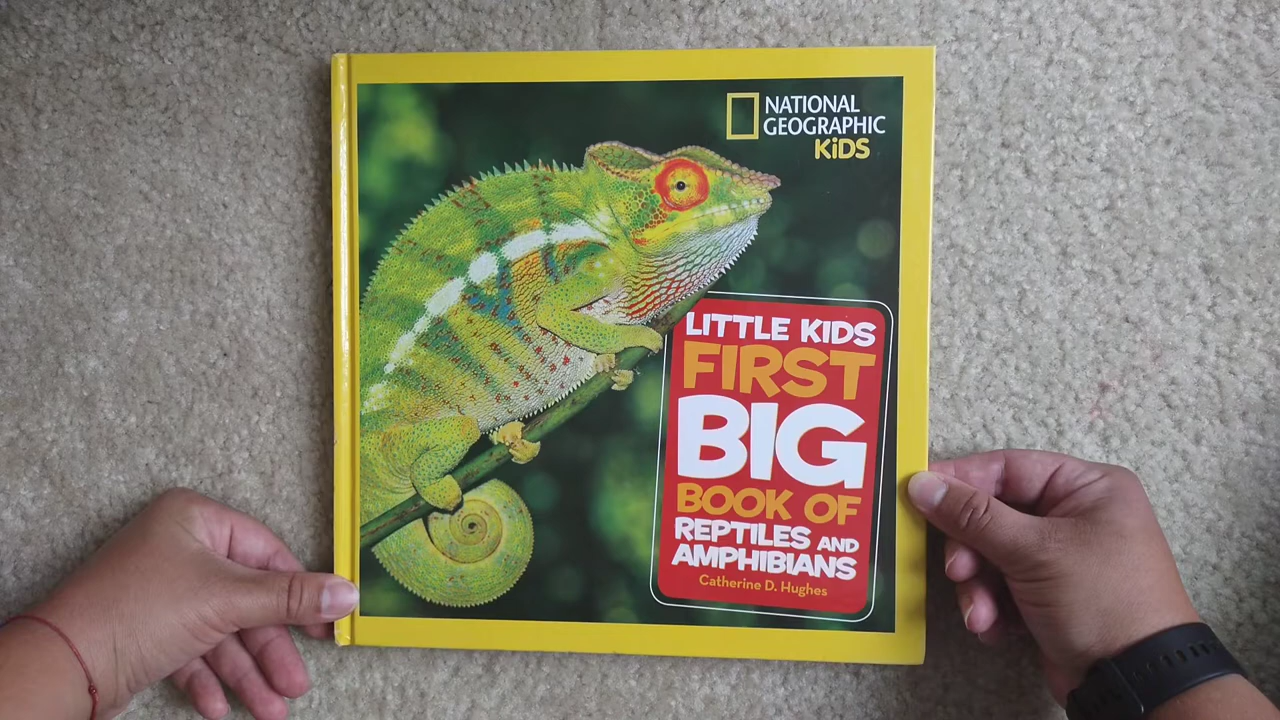 NATIONAL
GEOGRAPHIC
KiDS
LITTLE KIDS
FIRST
BIG
BOOK OF
REPTILES AND
AMPHIBIANS
Catherine D. Hughes